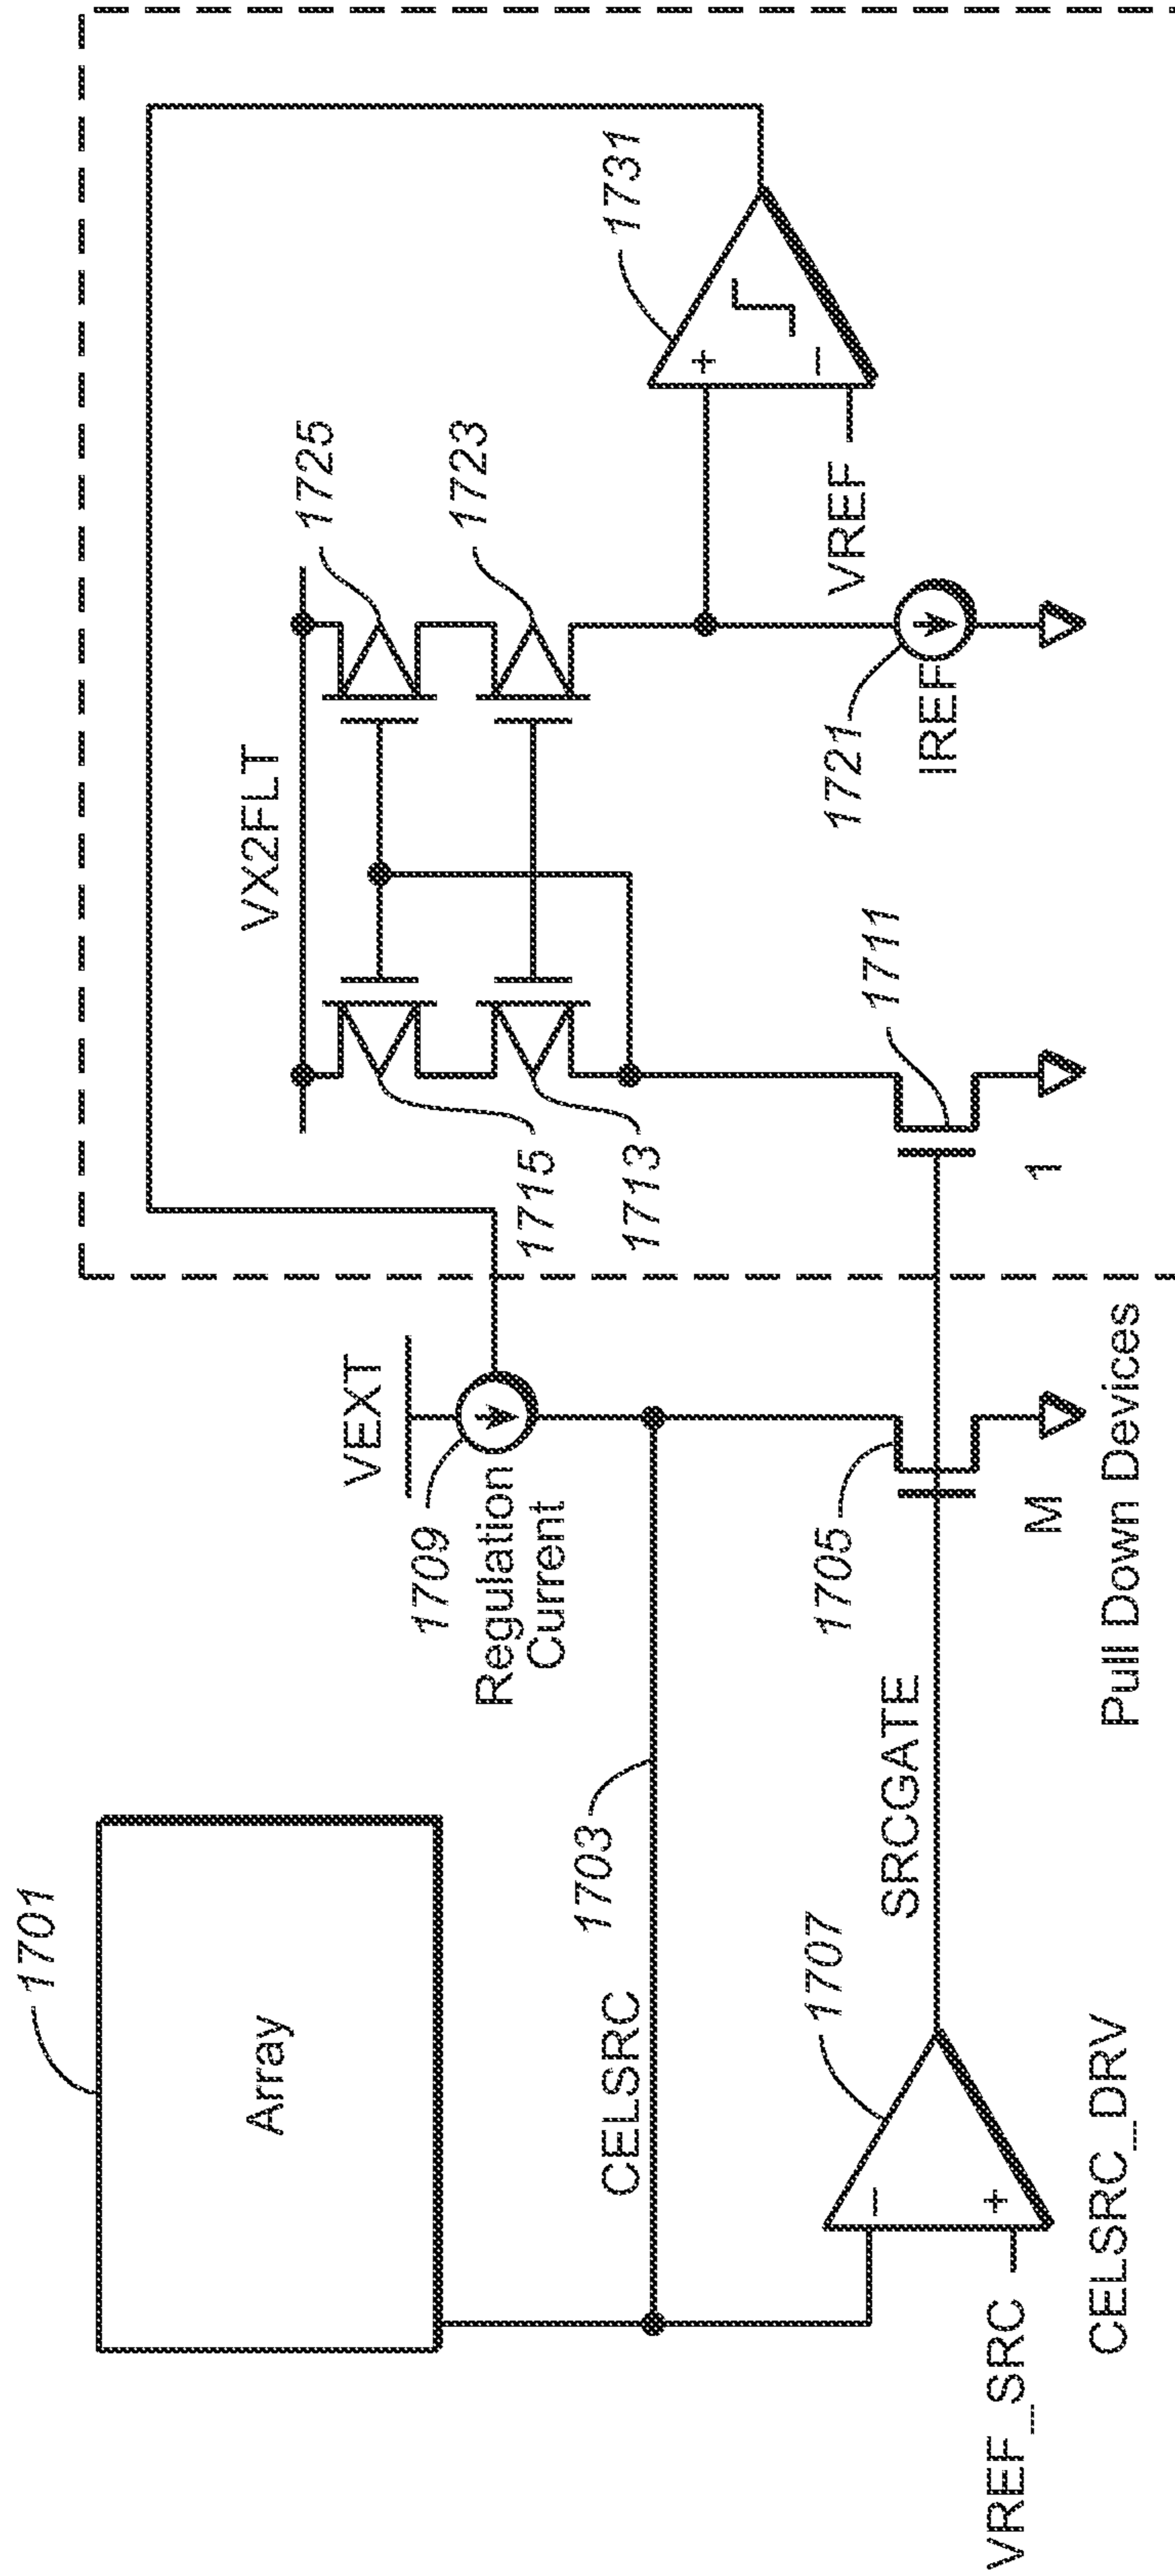 1701
Array
CELSRC
1703
VEXT
1709
Regulation
Current
VX2FLT
1715
1713
1725
1723
1731
+
−
VREF
1721
IREF
1711
1
1705
M
Pull Down Devices
SRCGATE
1707
−
+
VREF_SRC
CELSRC_DRV